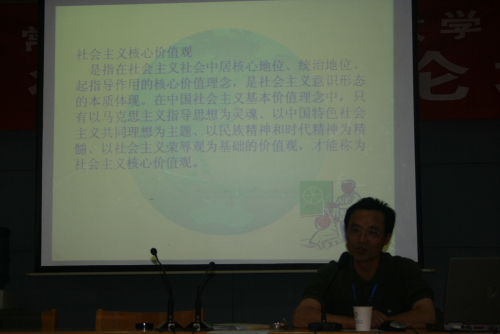 常
大学
论
社会主义核心价值观
是指在社会主义社会中居核心地位、统治地位、
起指导作用的核心价值理念，是社会主义意识形态
的本质体现。在中国社会主义基本价值理念中，只
有以马克思主义指导思想为灵魂、以中国特色社会
主义共同理想为主题、以民族精神和时代精神为精
髓、以社会主义荣辱观为基础的价值观，才能称为
社会主义核心价值观。